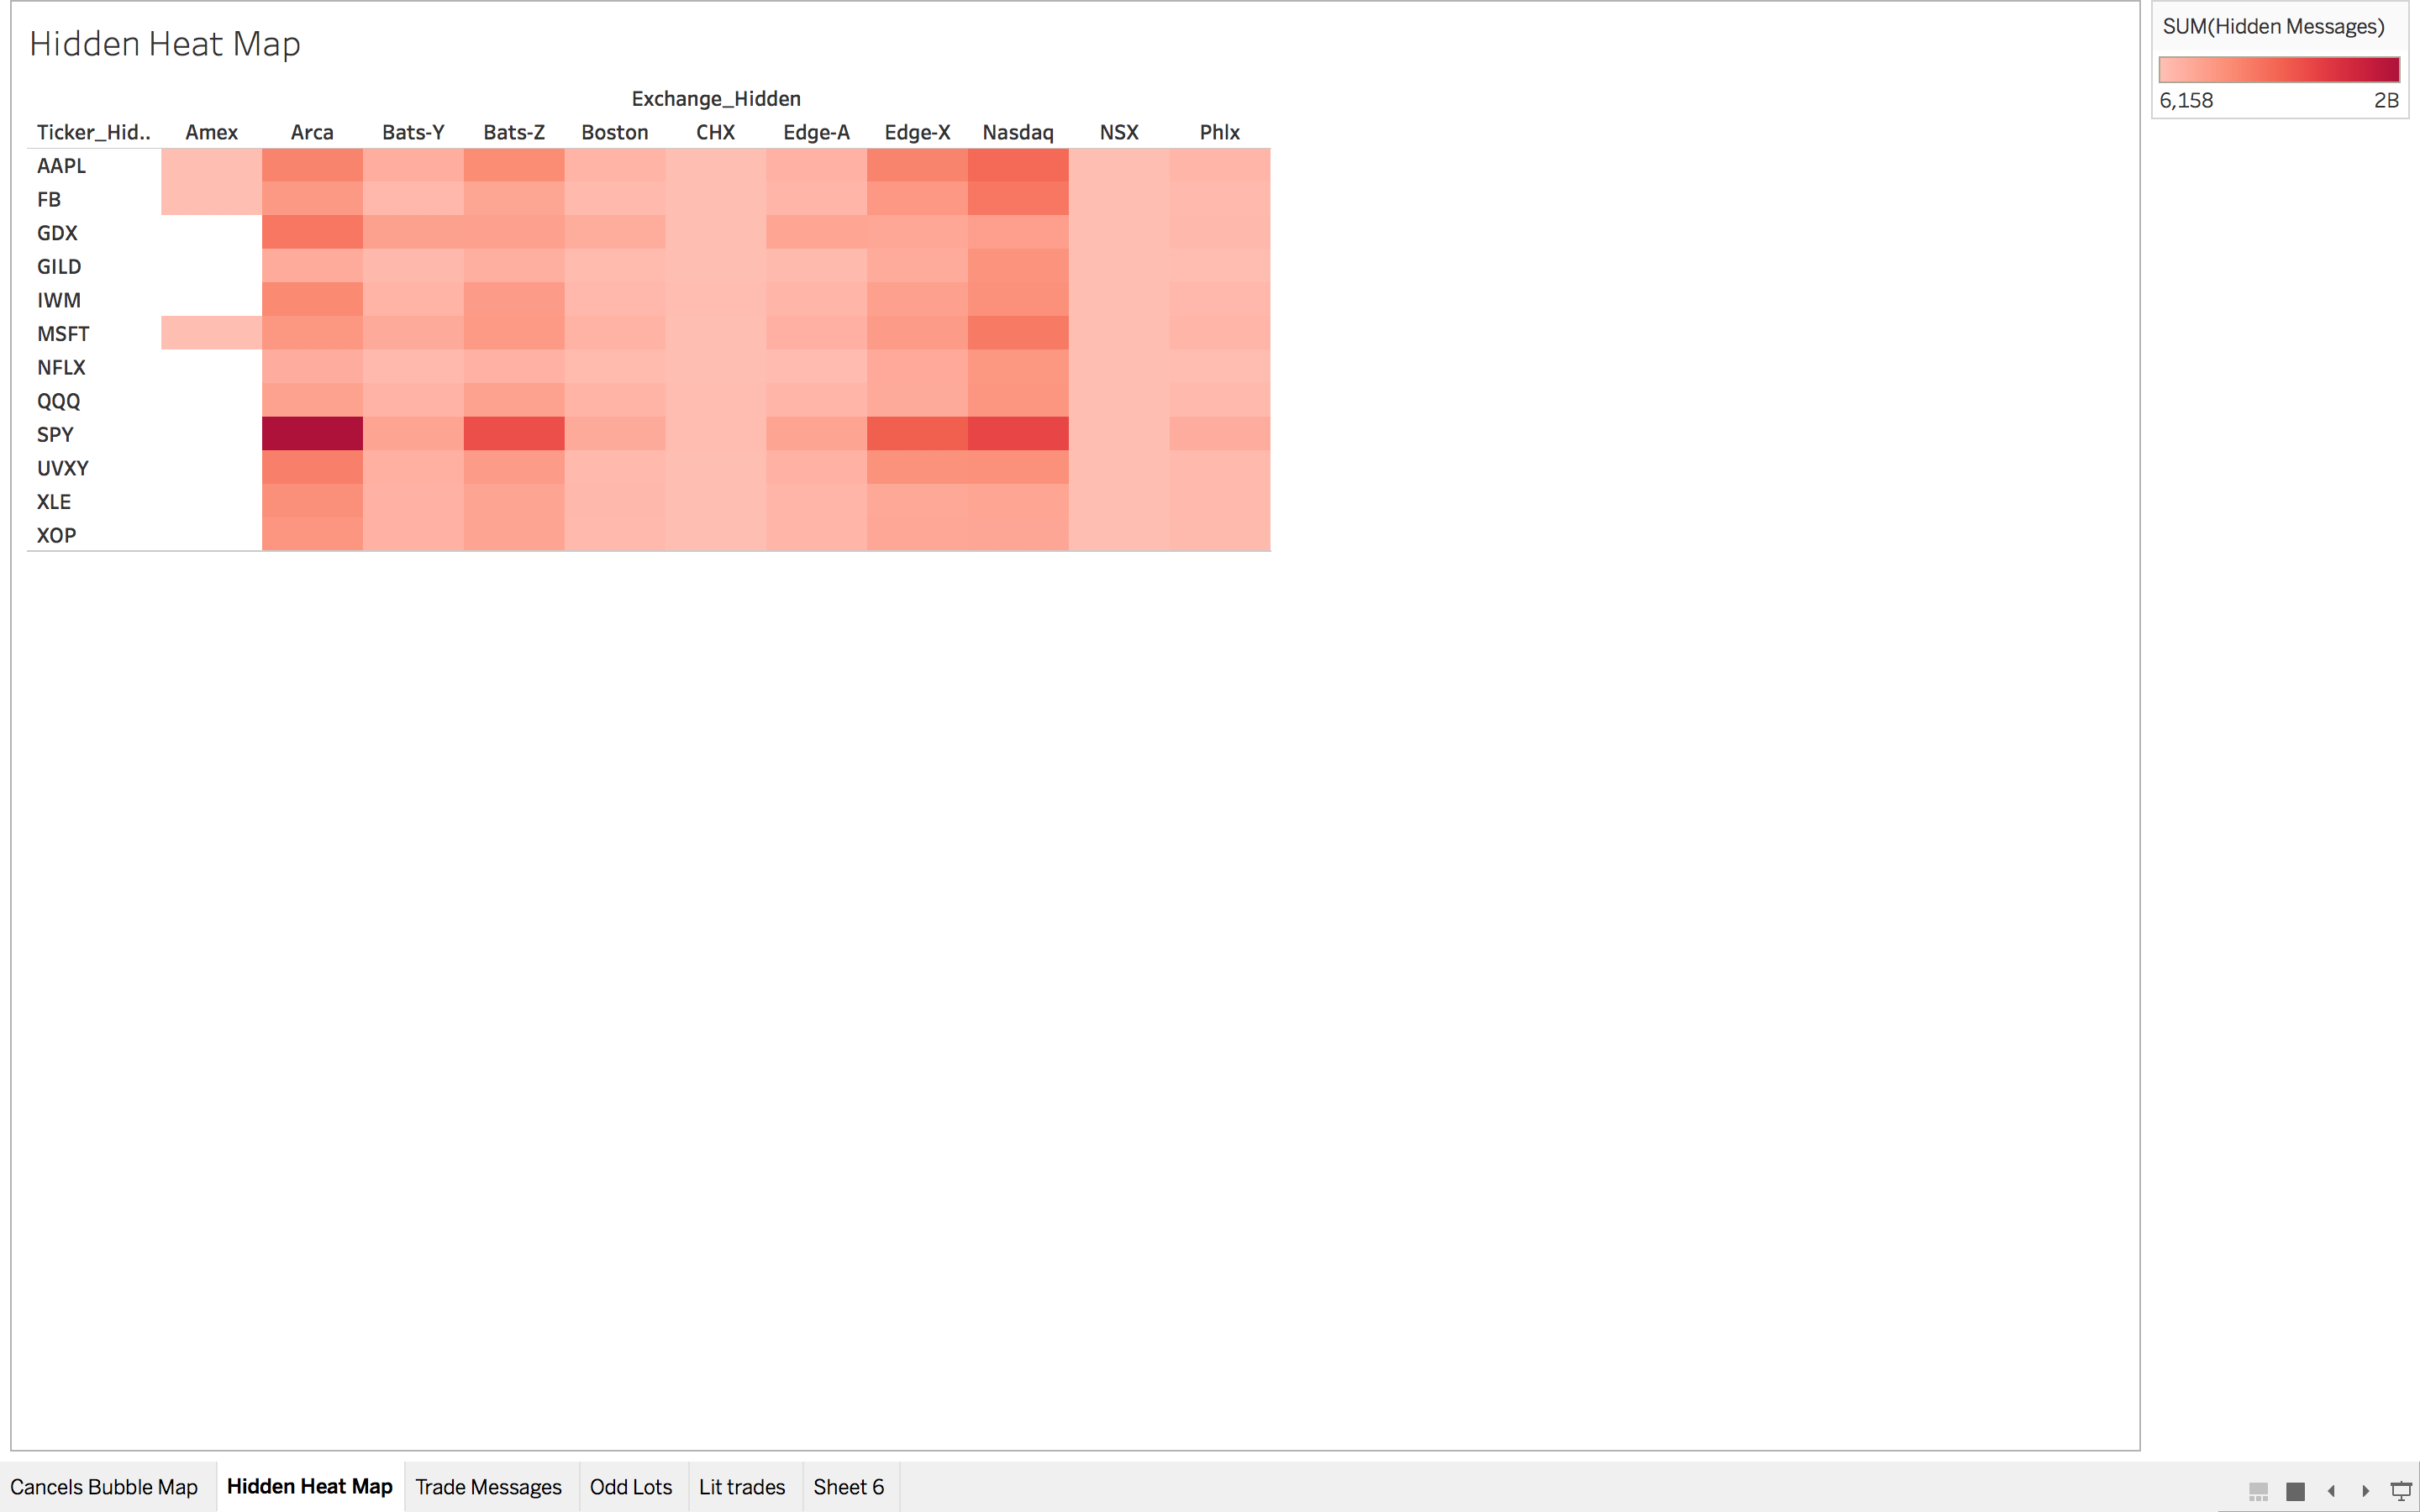 Hidden Heat Map
SUM(Hidden Messages)
6,158 2B
Exchange_Hidden
Ticker_Hid.. Amex Arca Bats-Y Bats-Z Boston CHX Edge-A Edge-X Nasdaq NSX Phlx
AAPL
FB
GDX
GILD
IWM
MSFT
NFLX
QQQ
SPY
UVXY
XLE
XOP
Cancels Bubble Map Hidden Heat Map Trade Messages Odd Lots Lit trades Sheet 6